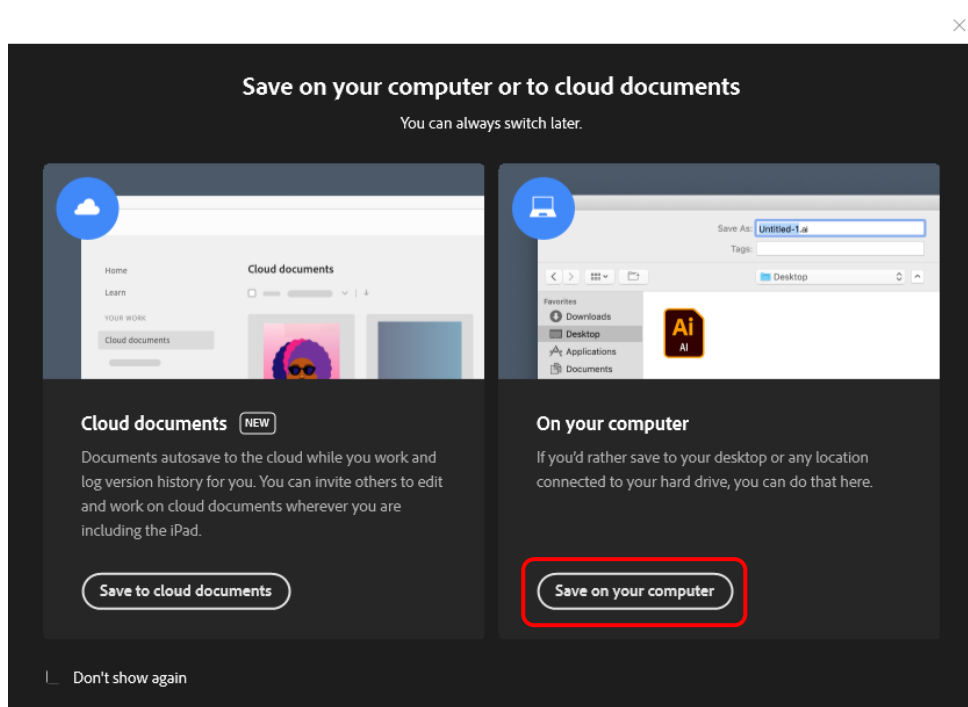 Save on your computer or to cloud documents
You can always switch later.
Home
Learn
YOUR WORK
Cloud documents
Cloud documents
Save As: Untitled-1.ai
Tags:
Desktop
Favorites
Downloads
Desktop
Applications
Documents
Ai
AI
Cloud documents NEW
Documents autosave to the cloud while you work and
log version history for you. You can invite others to edit
and work on cloud documents wherever you are
including the iPad.
Save to cloud documents
On your computer
If you'd rather save to your desktop or any location
connected to your hard drive, you can do that here.
Save on your computer
Don't show again